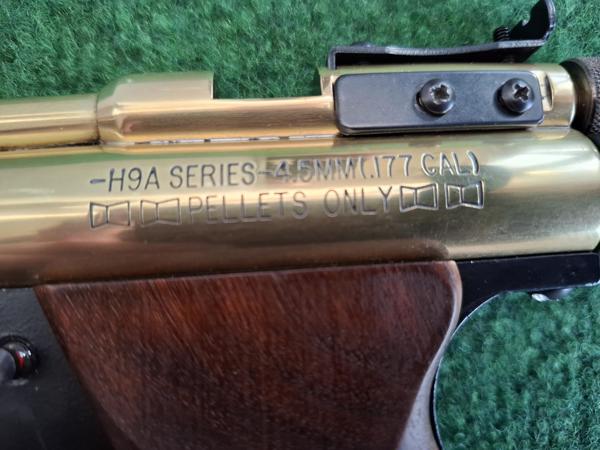 -H9A SERIES-4.5MM(.177 CAL)
PELLETS ONLY